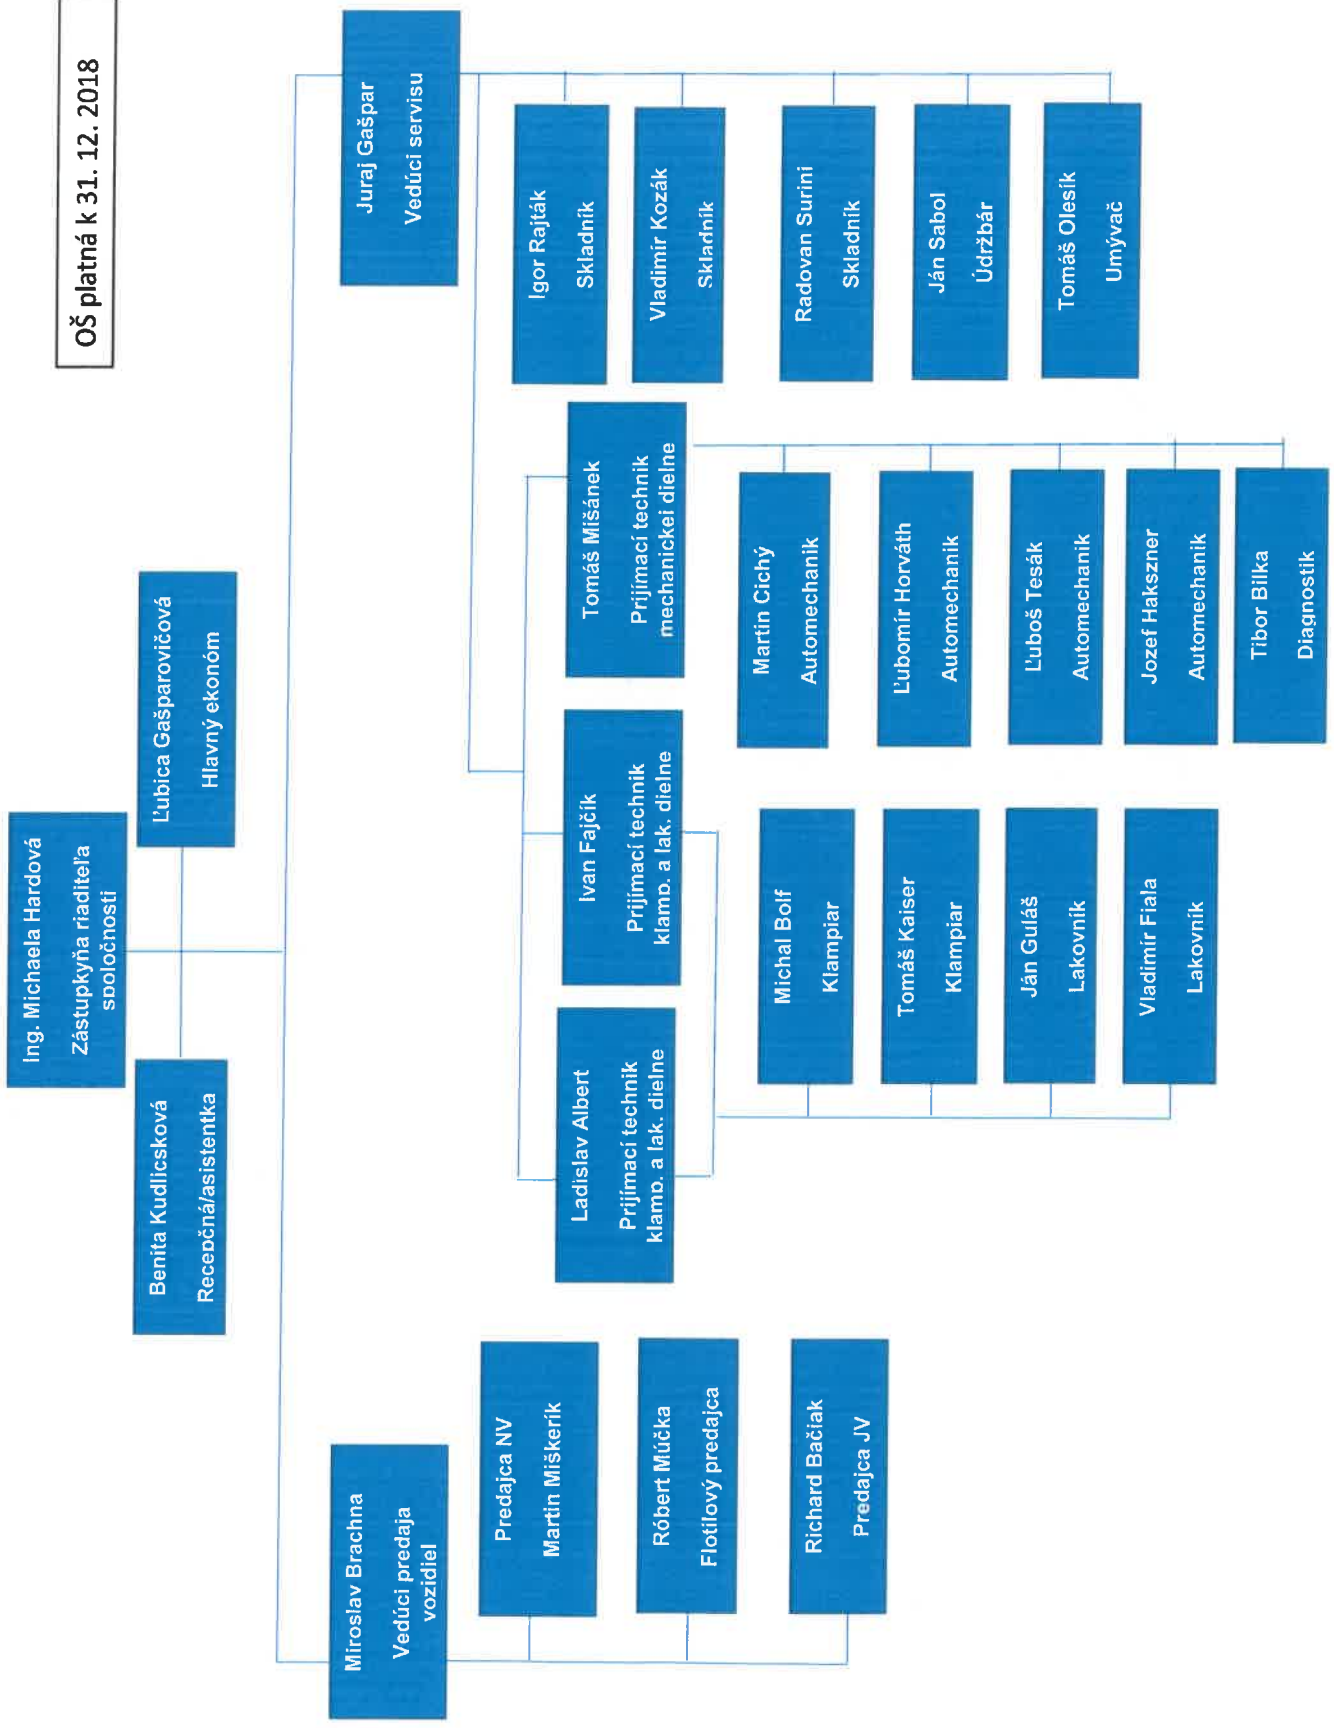 OŠ platná k 31. 12. 2018
Ing. Michaela Hardová
Zástupkyňa riaditeľa
spoločnosti
Benita Kudlicsková
Recepčná/asistentka
Ľubica Gašparovičová
Hlavný ekonóm
Miroslav Brachna
Vedúci predaja
vozidiel
Juraj Gašpar
Vedúci servisu
Predajca NV
Martin Miškerík
Róbert Múčka
Flotilový predajca
Richard Bačiak
Predajca JV
Ladislav Albert
Prijímací technik
klamp. a lak. dielne
Ivan Fajčík
Prijímací technik
klamp. a lak. dielne
Tomáš Mišánek
Prijímací technik
mechanickej dielne
Michal Bolf
Klampiar
Tomáš Kaiser
Klampiar
Ján Guláš
Lakovník
Vladimír Fiala
Lakovník
Martin Cichý
Automechanik
Ľubomír Horváth
Automechanik
Ľuboš Tesák
Automechanik
Jozef Hakszner
Automechanik
Tibor Bilka
Diagnostik
Igor Rajták
Skladník
Vladimír Kozák
Skladník
Radovan Surini
Skladník
Ján Sabol
Údržbár
Tomáš Olesík
Umývač